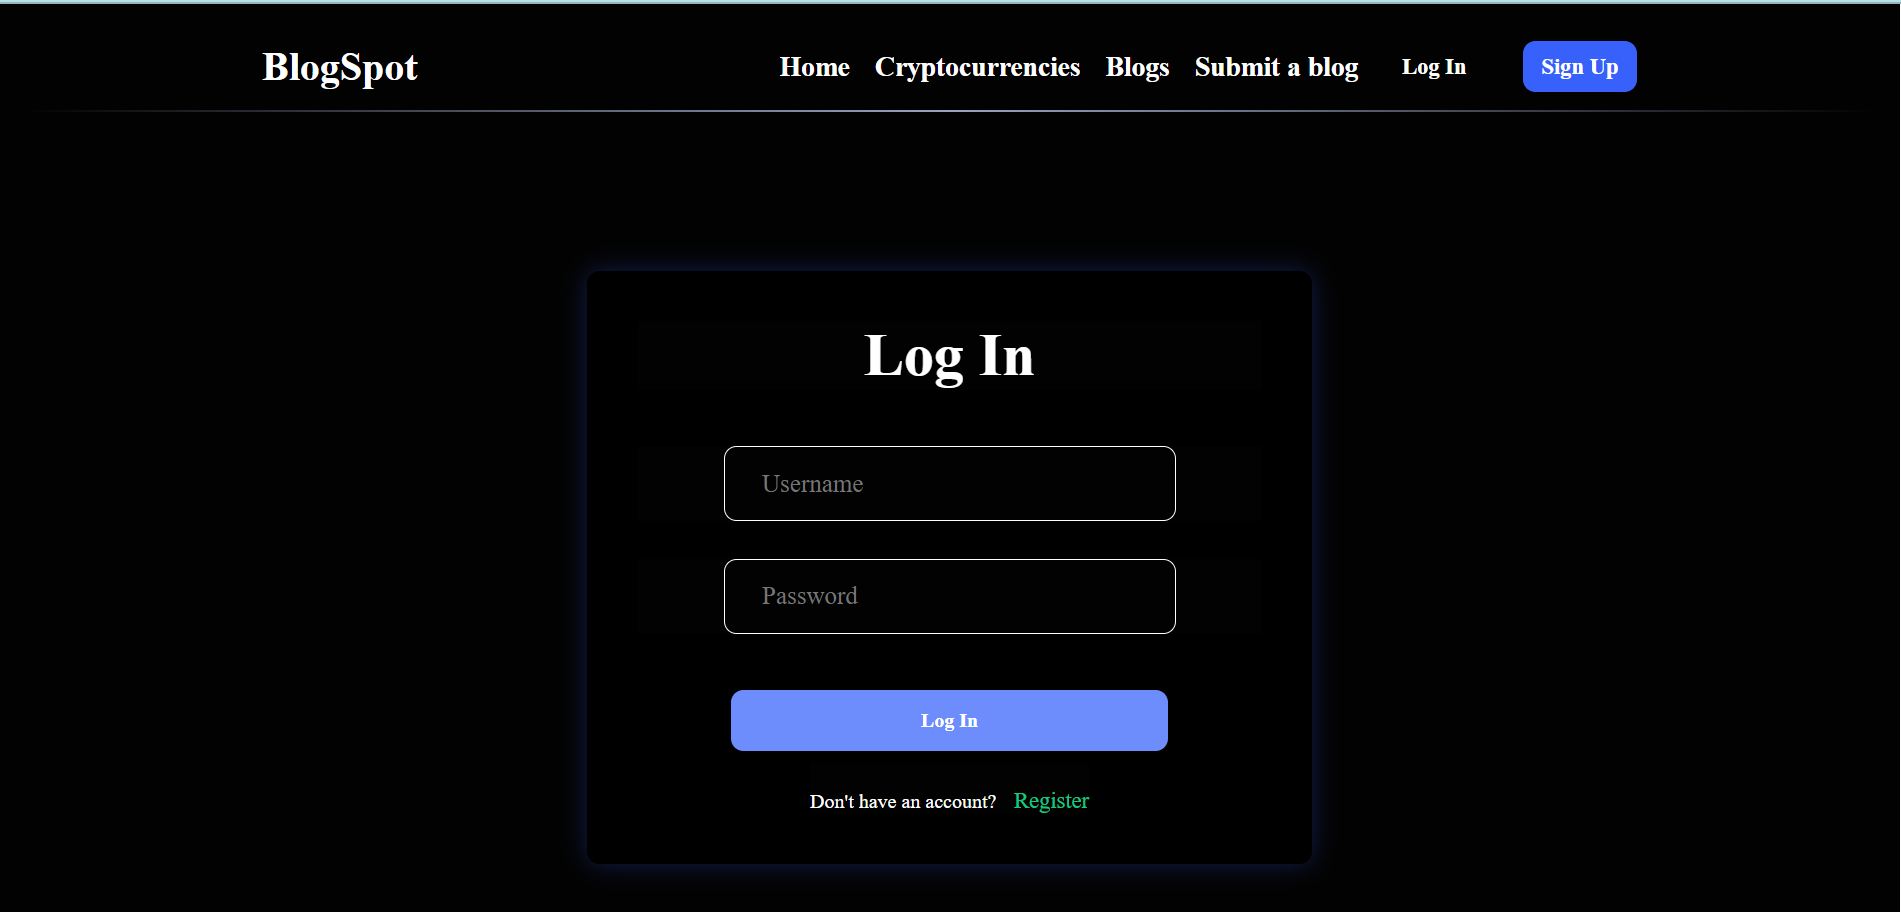 BlogSpot Home Cryptocurrencies Blogs Submit a blog Log In Sign Up
Log In
Username
Password
Log In
Don't have an account? Register